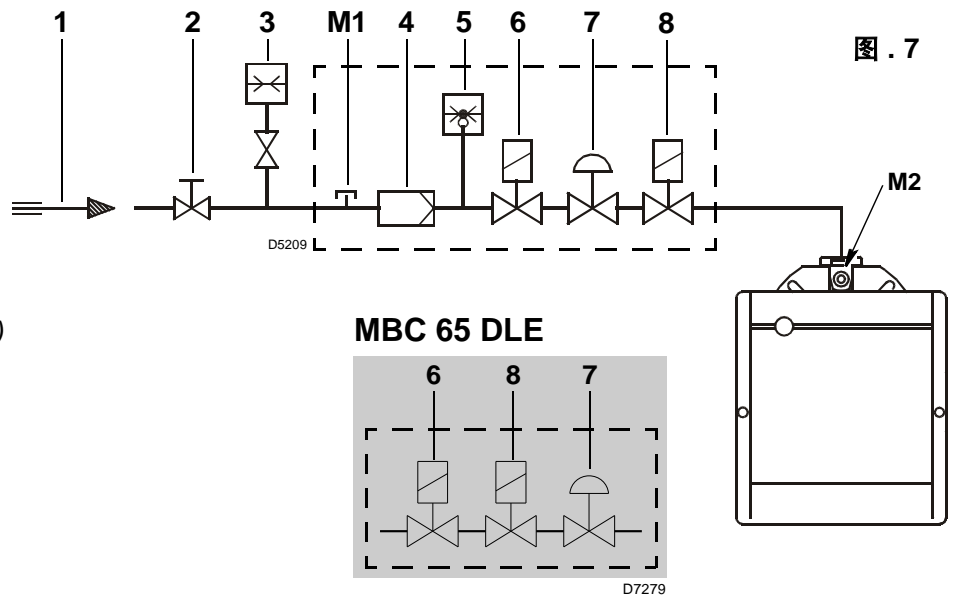 1 2 3 M1 4 5 6 7 8
图 . 7
M2
D5209
)
MBC 65 DLE
6 8 7
D7279